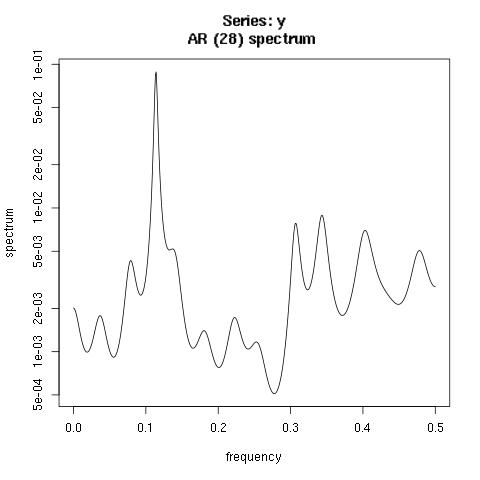 Series: y
AR (28) spectrum
spectrum
1e-01
5e-02
2e-02
1e-02
5e-03
2e-03
1e-03
5e-04
0.0 0.1 0.2 0.3 0.4 0.5
frequency